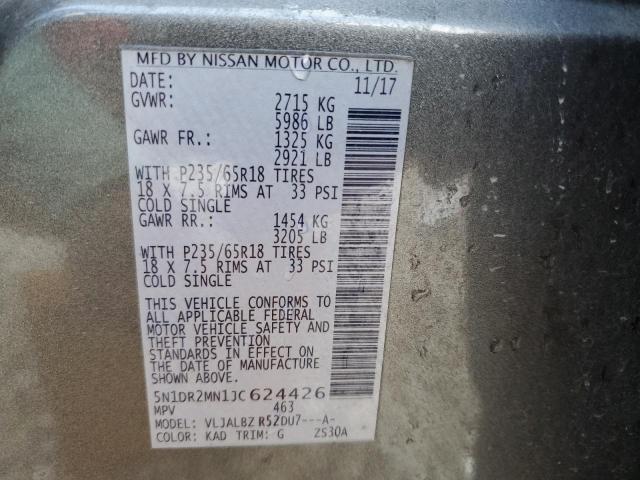 MFD BY NISSAN MOTOR CO., LTD.
DATE: 11/17
GVWR: 2715 KG
5986 LB
GAWR FR.: 1325 KG
2921 LB
WITH P235/65R18 TIRES
18 X 7.5 RIMS AT 33 PSI
COLD SINGLE
GAWR RR.: 1454 KG
3205 LB
WITH P235/65R18 TIRES
18 X 7.5 RIMS AT 33 PSI
COLD SINGLE
THIS VEHICLE CONFORMS TO
ALL APPLICABLE FEDERAL
MOTOR VEHICLE SAFETY AND
THEFT PREVENTION
STANDARDS IN EFFECT ON
THE DATE OF MANUFACTURE
SHOWN ABOVE.
5N1DR2MN1JC624426
MPV 463
MODEL: VLJALBZ R52DU7---A-
COLOR: KAD TRIM: G ZS30A